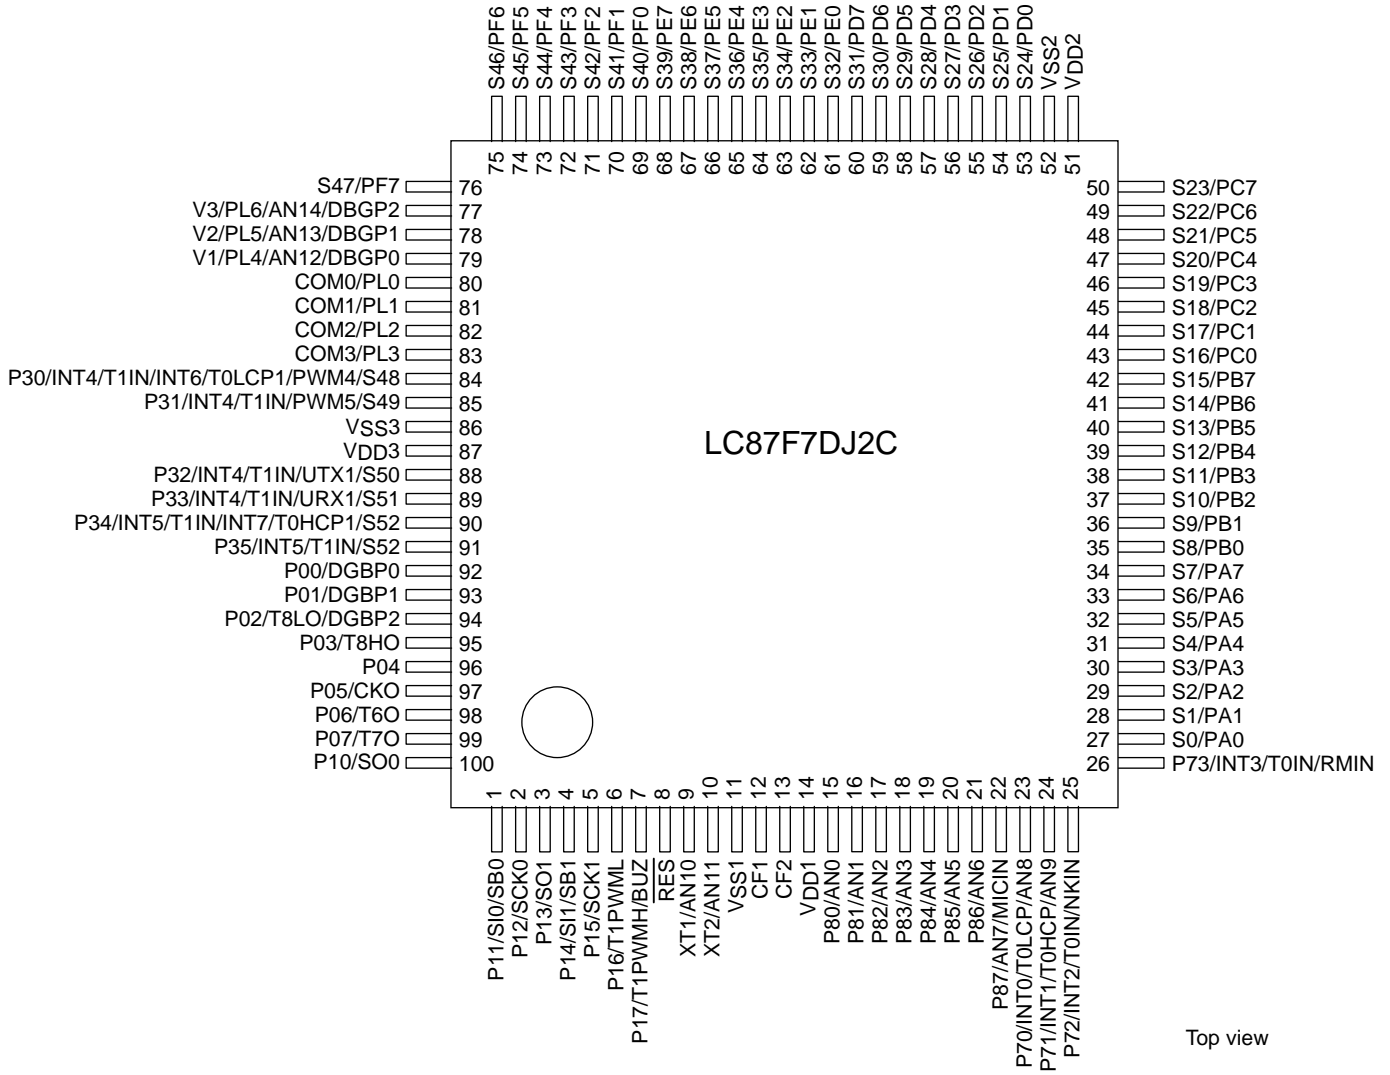 S46/PF6
S45/PF5
S44/PF4
S43/PF3
S42/PF2
S41/PF1
S40/PF0
S39/PE7
S38/PE6
S37/PE5
S36/PE4
S35/PE3
S34/PE2
S33/PE1
S32/PE0
S31/PD7
S30/PD6
S29/PD5
S28/PD4
S27/PD3
S26/PD2
S25/PD1
S24/PD0
VSS2
VDD2
75
74
73
72
71
70
69
68
67
66
65
64
63
62
61
60
59
58
57
56
55
54
53
52
51
S47/PF7 76
V3/PL6/AN14/DBGP2 77
V2/PL5/AN13/DBGP1 78
V1/PL4/AN12/DBGP0 79
COM0/PL0 80
COM1/PL1 81
COM2/PL2 82
COM3/PL3 83
P30/INT4/T1IN/INT6/T0LCP1/PWM4/S48 84
P31/INT4/T1IN/PWM5/S49 85
VSS3 86
VDD3 87
P32/INT4/T1IN/UTX1/S50 88
P33/INT4/T1IN/URX1/S51 89
P34/INT5/T1IN/INT7/T0HCP1/S52 90
P35/INT5/T1IN/S52 91
P00/DGBP0 92
P01/DGBP1 93
P02/T8LO/DGBP2 94
P03/T8HO 95
P04 96
P05/CKO 97
P06/T6O 98
P07/T7O 99
P10/SO0 100
LC87F7DJ2C
50 S23/PC7
49 S22/PC6
48 S21/PC5
47 S20/PC4
46 S19/PC3
45 S18/PC2
44 S17/PC1
43 S16/PC0
42 S15/PB7
41 S14/PB6
40 S13/PB5
39 S12/PB4
38 S11/PB3
37 S10/PB2
36 S9/PB1
35 S8/PB0
34 S7/PA7
33 S6/PA6
32 S5/PA5
31 S4/PA4
30 S3/PA3
29 S2/PA2
28 S1/PA1
27 S0/PA0
26 P73/INT3/T0IN/RMIN
1
2
3
4
5
6
7
8
9
10
11
12
13
14
15
16
17
18
19
20
21
22
23
24
25
P11/SI0/SB0
P12/SCK0
P13/SO1
P14/SI1/SB1
P15/SCK1
P16/T1PWML
P17/T1PWMH/BUZ
RES
XT1/AN10
XT2/AN11
VSS1
CF1
CF2
VDD1
P80/AN0
P81/AN1
P82/AN2
P83/AN3
P84/AN4
P85/AN5
P86/AN6
P87/AN7/MICIN
P70/INT0/T0LCP/AN8
P71/INT1/T0HCP/AN9
P72/INT2/T0IN/NKIN
Top view